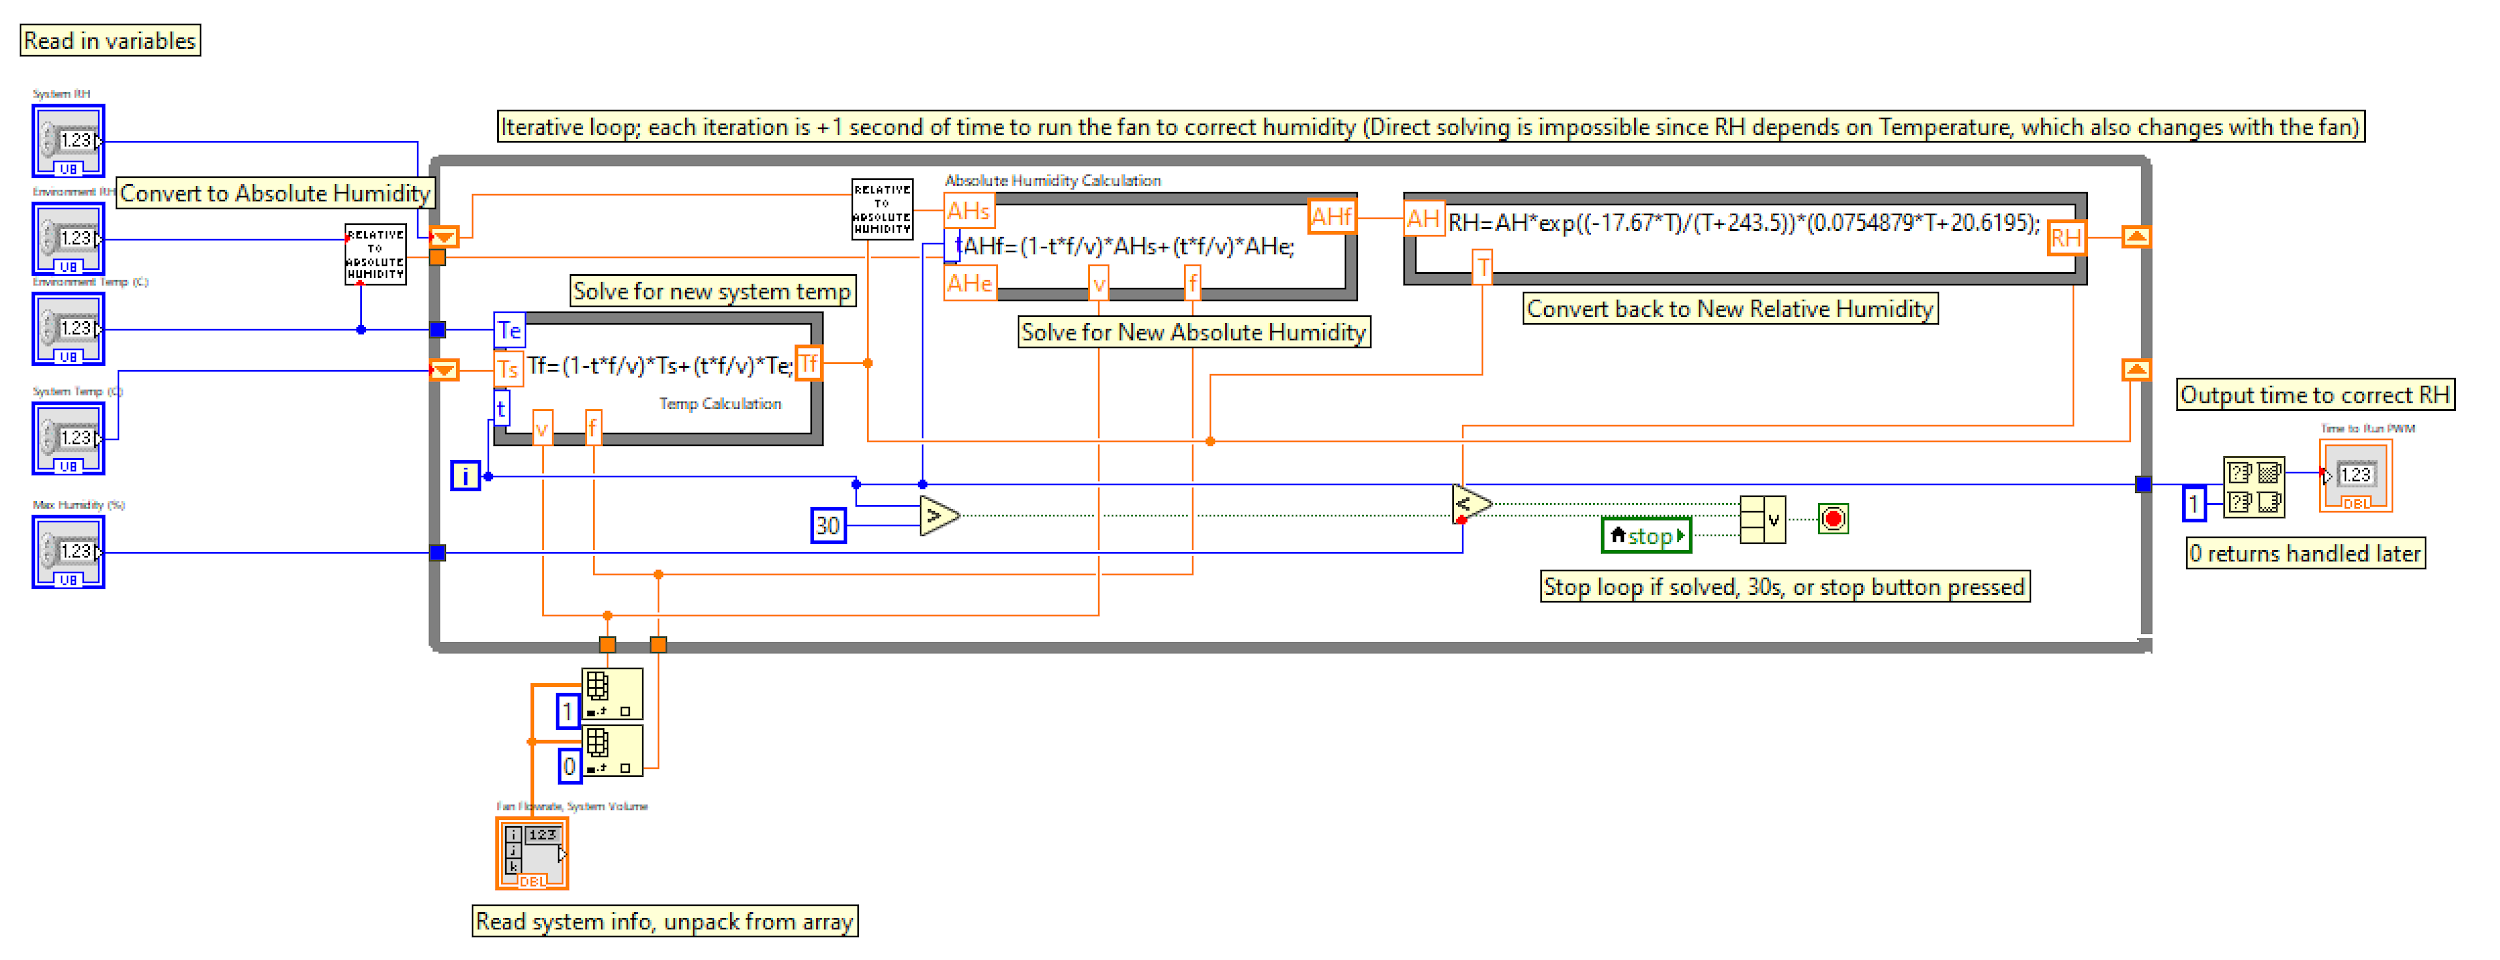 Read in variables
System RH
1.23
U8
Environment RH
1.23
U8
Convert to Absolute Humidity
RELATIVE
TO
ABSOLUTE
HUMIDITY
Environment Temp (C)
1.23
U8
System Temp (C)
1.23
U8
Max Humidity (%)
1.23
U8
Iterative loop; each iteration is +1 second of time to run the fan to correct humidity (Direct solving is impossible since RH depends on Temperature, which also changes with the fan)
RELATIVE
TO
ABSOLUTE
HUMIDITY
Absolute Humidity Calculation
AHs
t
AHf=(1-t*f/v)*AHs+(t*f/v)*AHe;
AHe
v
f
AHf
AH
RH=AH*exp((-17.67*T)/(T+243.5))*(0.0754879*T+20.6195);
RH
T
Solve for new system temp
Solve for New Absolute Humidity
Convert back to New Relative Humidity
Te
Ts
Tf=(1-t*f/v)*Ts+(t*f/v)*Te;
Tf
t
Temp Calculation
v
f
i
30
>
<
stop
v
Stop loop if solved, 30s, or stop button pressed
Output time to correct RH
Time to Run PWM
1.23
DBL
1
0 returns handled later
1
0
Fan Flowrate, System Volume
i
123
j
k
DBL
Read system info, unpack from array